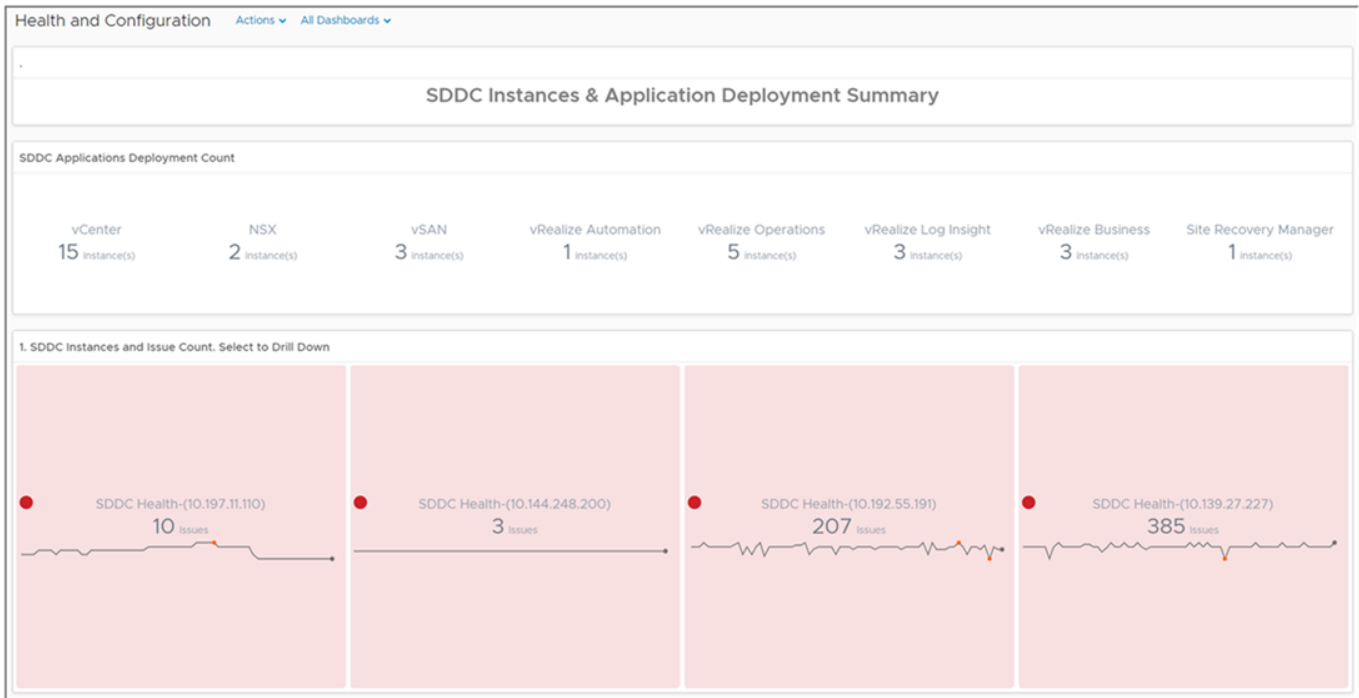 Health and Configuration Actions All Dashboards
.
SDDC Instances & Application Deployment Summary
SDDC Applications Deployment Count
vCenter NSX vSAN vRealize Automation vRealize Operations vRealize Log Insight vRealize Business Site Recovery Manager
15 instance(s) 2 instance(s) 3 instance(s) 1 instance(s) 5 instance(s) 3 instance(s) 3 instance(s) 1 instance(s)
1. SDDC Instances and Issue Count. Select to Drill Down
SDDC Health-(10.197.11.110) SDDC Health-(10.144.248.200) SDDC Health-(10.192.55.191) SDDC Health-(10.139.27.227)
10 Issues 3 Issues 207 Issues 385 Issues